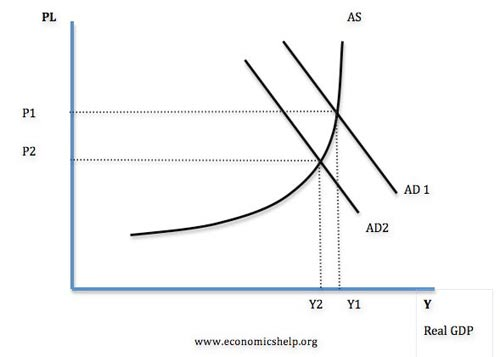 PL
AS
P1
P2
AD 1
AD2
Y2
Y1
Y
Real GDP
www.economicshelp.org